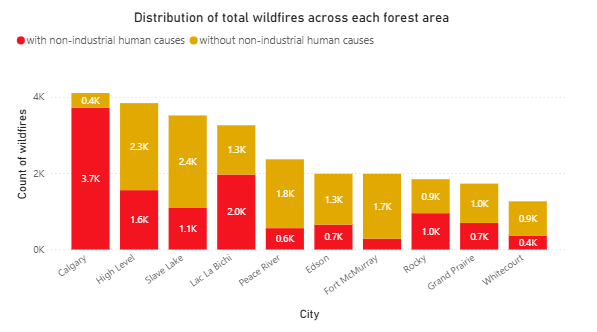 Distribution of total wildfires across each forest area
with non-industrial human causes without non-industrial human causes
Count of wildfires
4K
2K
0K
0.4K
3.7K
2.3K
1.6K
2.4K
1.1K
1.3K
2.0K
1.8K
0.6K
1.3K
0.7K
1.7K
0.9K
1.0K
1.0K
0.7K
0.9K
0.4K
Calgary
High Level
Slave Lake
Lac La Bichi
Peace River
Edson
Fort McMurray
Rocky
Grand Prairie
Whitecourt
City